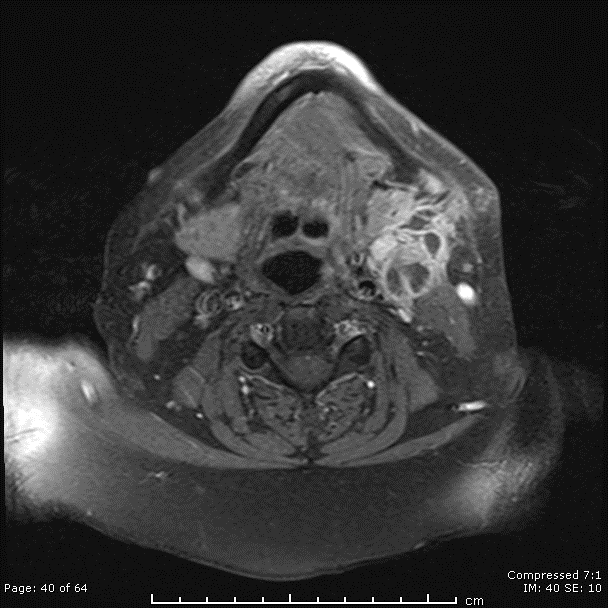 Compressed 7:1
Page: 40 of 64
IM: 40 SE: 10
cm